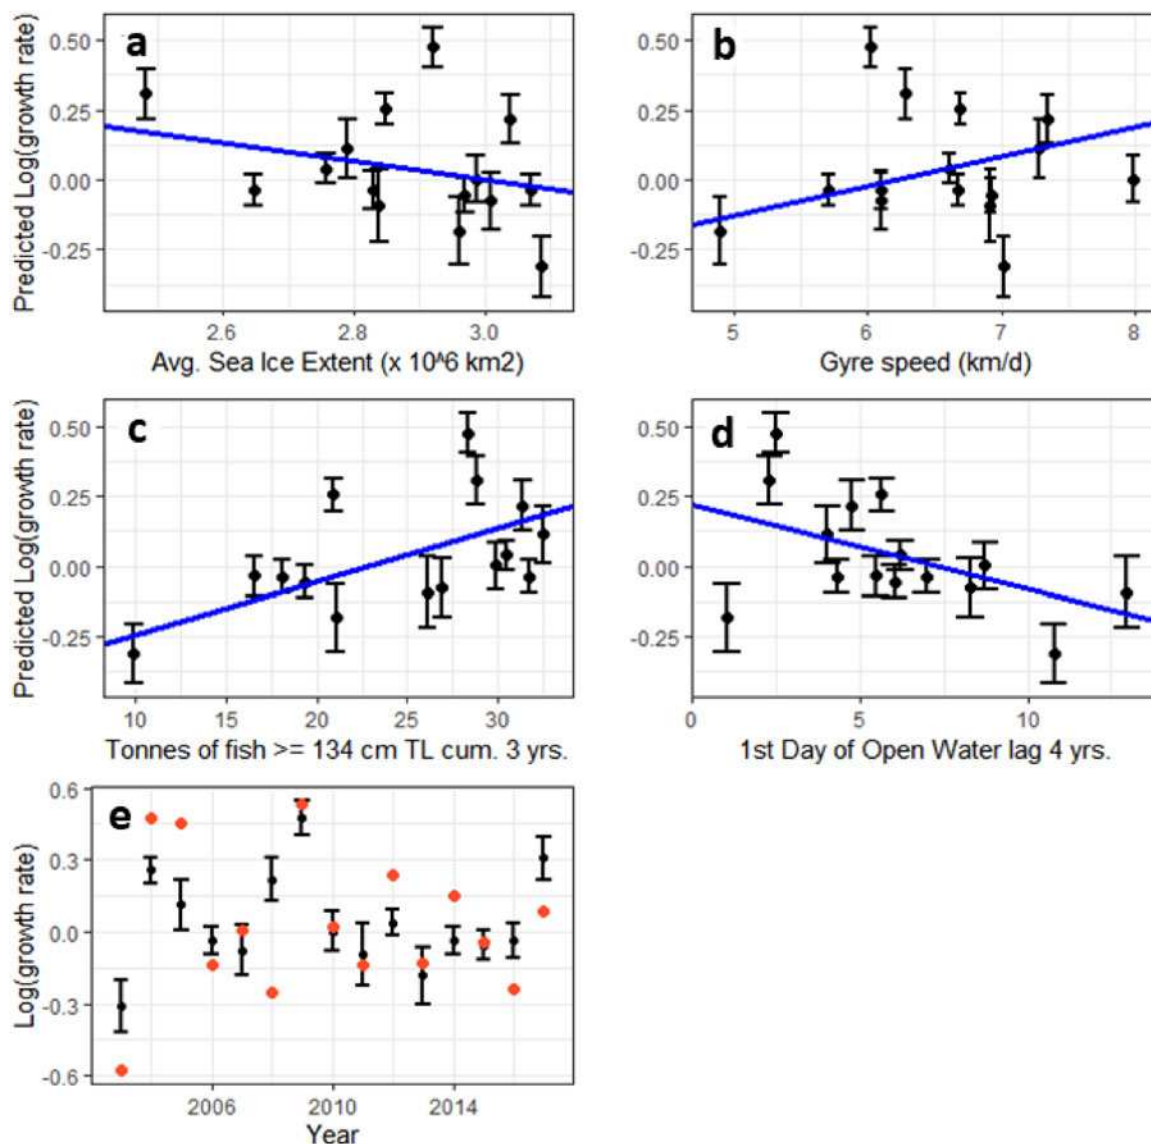 a
b
Predicted Log(growth rate)
0.50
0.25
0.00
-0.25
2.6 2.8 3.0
Avg. Sea Ice Extent (x 10^6 km2)
0.50
0.25
0.00
-0.25
5 6 7 8
Gyre speed (km/d)
c
d
Predicted Log(growth rate)
0.50
0.25
0.00
-0.25
10 15 20 25 30
Tonnes of fish >= 134 cm TL cum. 3 yrs.
0.50
0.25
0.00
-0.25
0 5 10
1st Day of Open Water lag 4 yrs.
e
Log(growth rate)
0.6
0.3
0.0
-0.3
-0.6
2006 2010 2014
Year